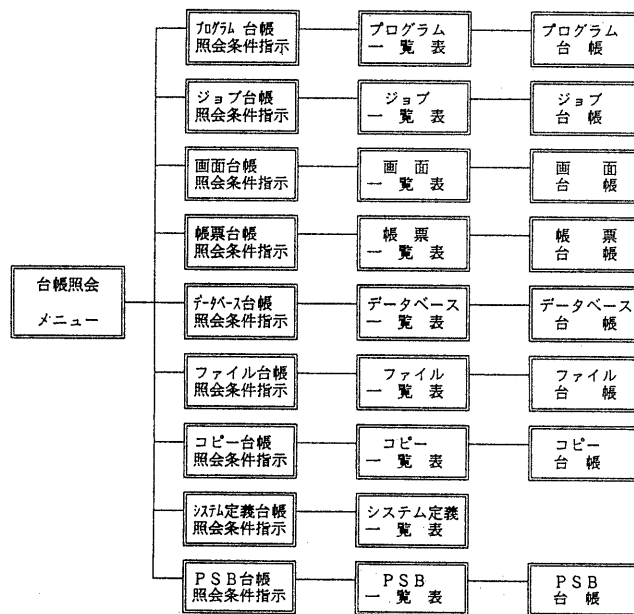 プログラム 台帳
照会条件指示
プログラム
一 覧 表
プログラム
台 帳
ジョブ台帳
照会条件指示
ジョブ
一 覧 表
ジョブ
台 帳
画面台帳
照会条件指示
画 面
一 覧 表
画 面
台 帳
帳票台帳
照会条件指示
帳 票
一 覧 表
帳 票
台 帳
台帳照会
メニュー
データベース台帳
照会条件指示
データベース
一 覧 表
データベース
台 帳
ファイル台帳
照会条件指示
ファイル
一 覧 表
ファイル
台 帳
コピー台帳
照会条件指示
コピー
一 覧 表
コピー
台 帳
システム定義台帳
照会条件指示
システム定義
一 覧 表
PSB台帳
照会条件指示
PSB
一 覧 表
PSB
台 帳